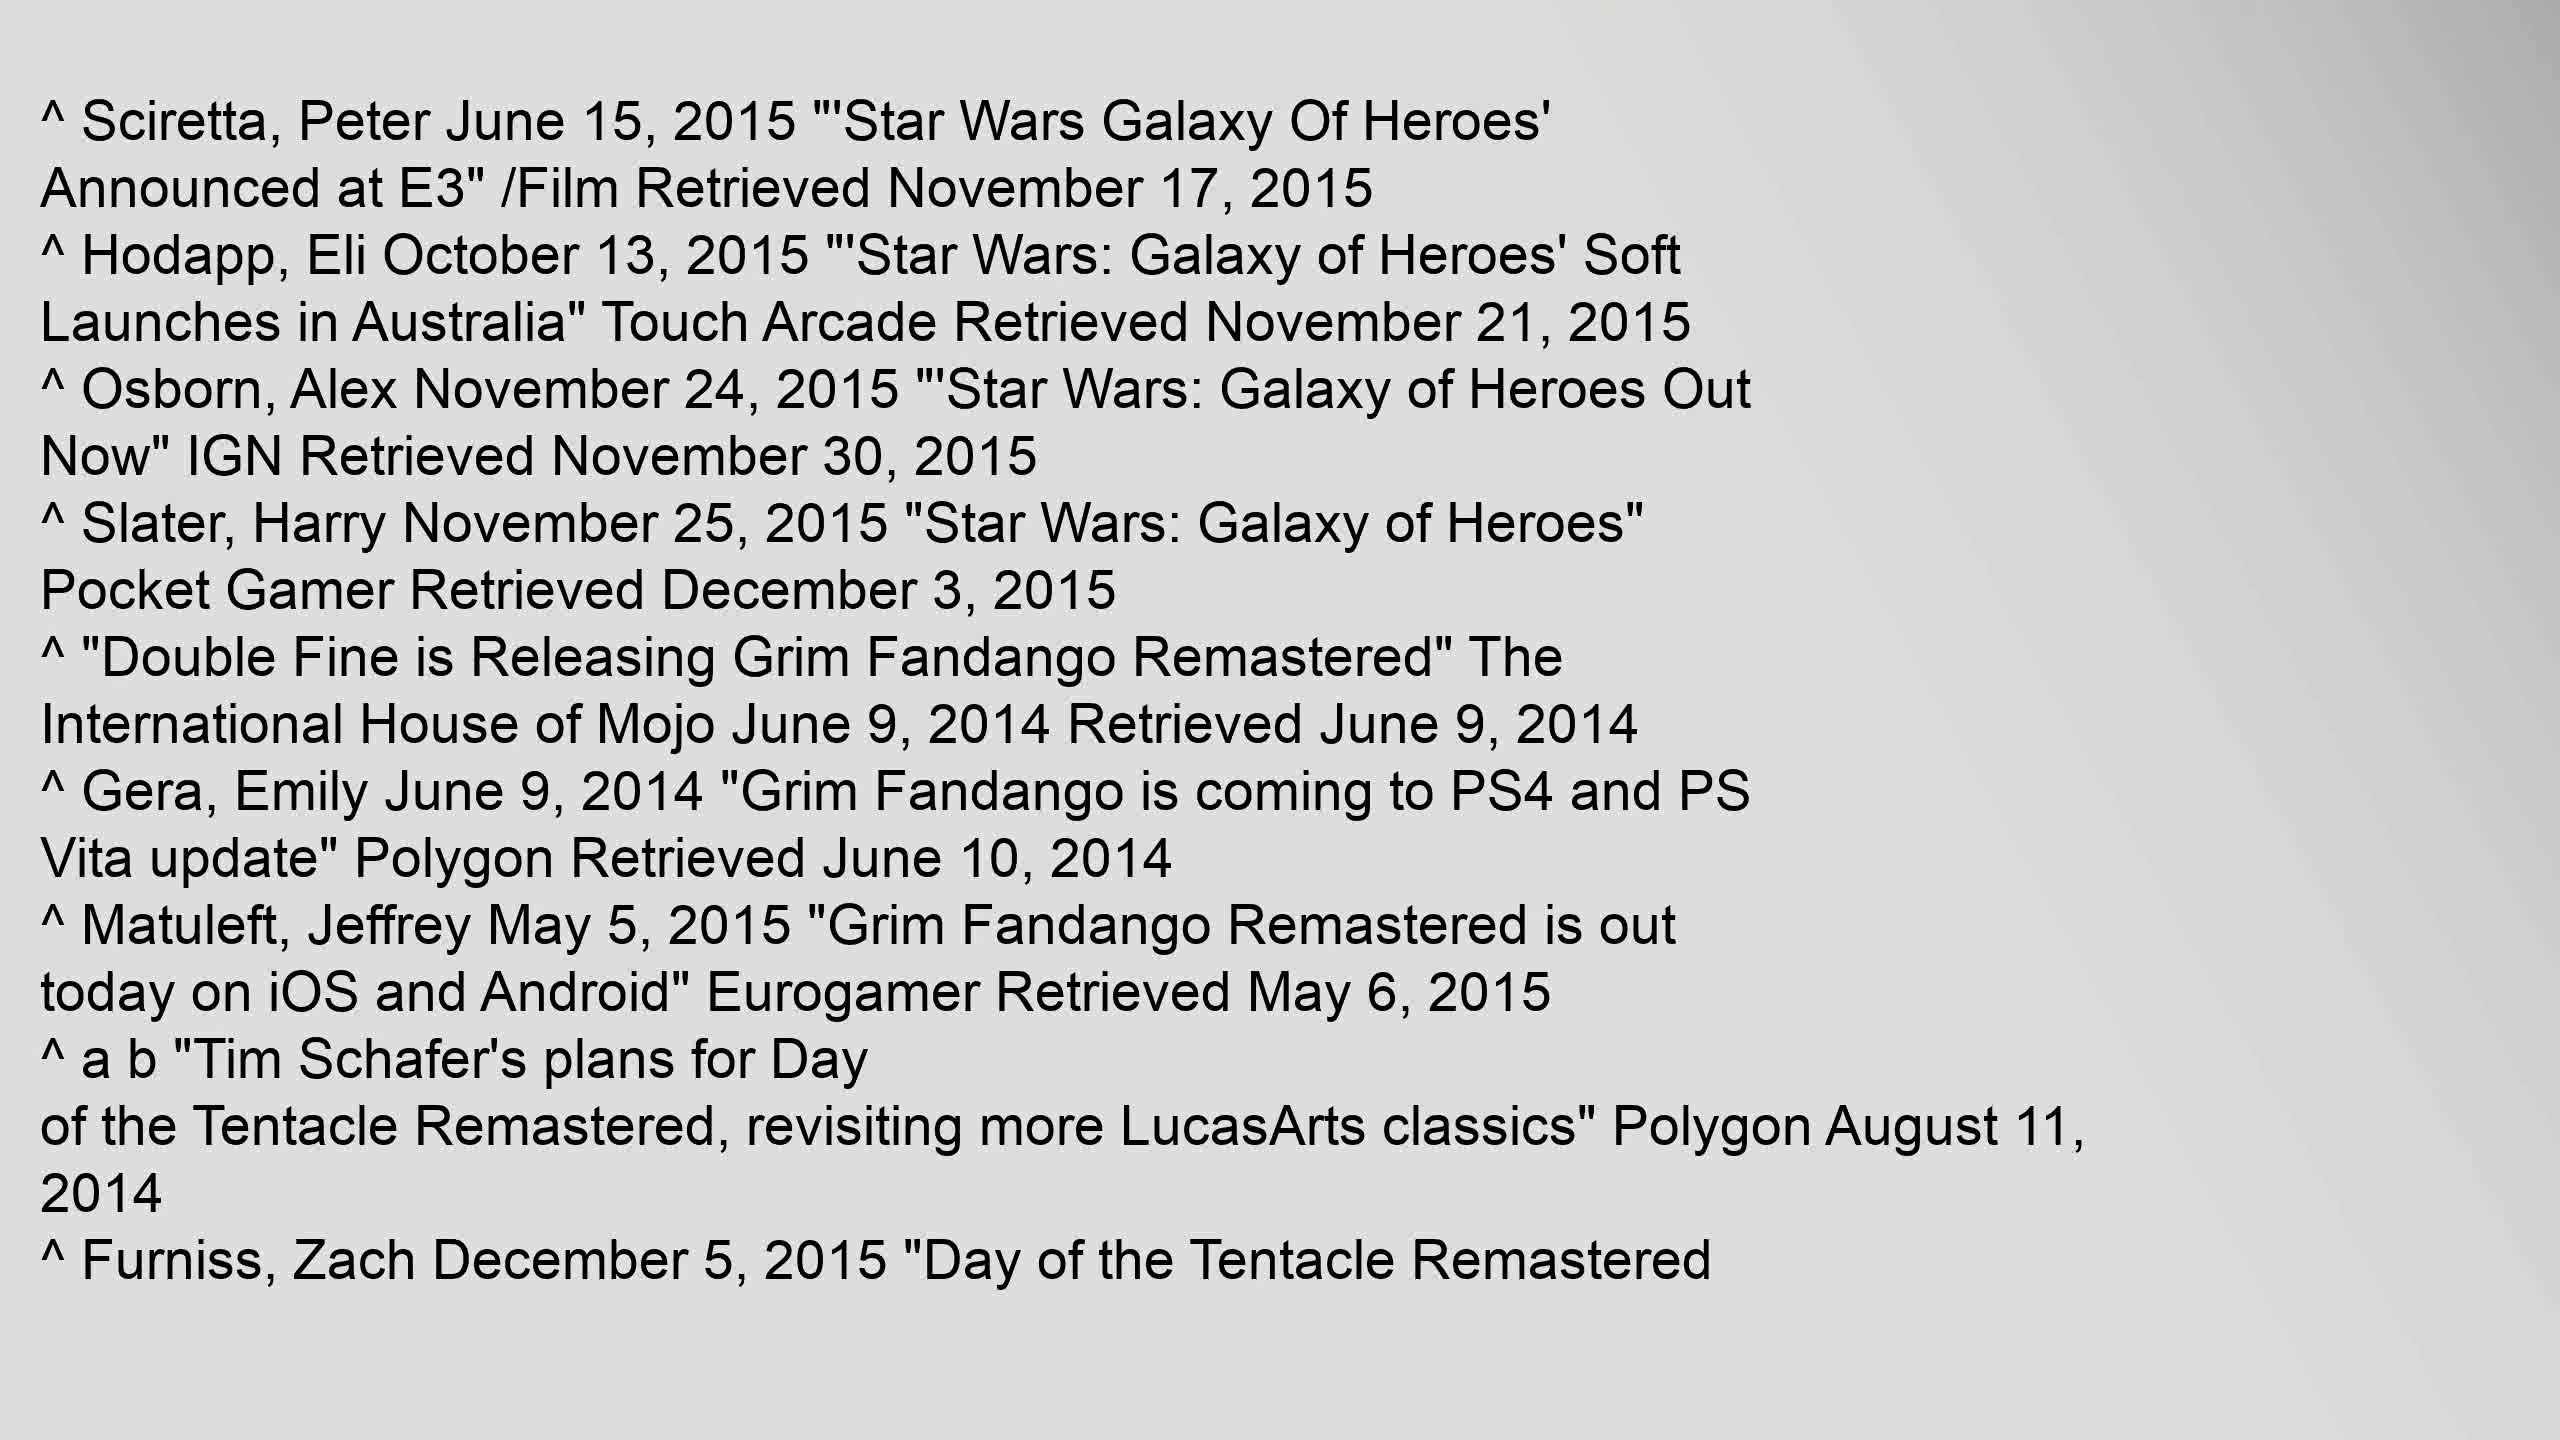 ^ Sciretta, Peter June 15, 2015 "'Star Wars Galaxy Of Heroes'
Announced at E3" /Film Retrieved November 17, 2015
^ Hodapp, Eli October 13, 2015 "'Star Wars: Galaxy of Heroes' Soft
Launches in Australia" Touch Arcade Retrieved November 21, 2015
^ Osborn, Alex November 24, 2015 "'Star Wars: Galaxy of Heroes Out
Now" IGN Retrieved November 30, 2015
^ Slater, Harry November 25, 2015 "Star Wars: Galaxy of Heroes"
Pocket Gamer Retrieved December 3, 2015
^ "Double Fine is Releasing Grim Fandango Remastered" The
International House of Mojo June 9, 2014 Retrieved June 9, 2014
^ Gera, Emily June 9, 2014 "Grim Fandango is coming to PS4 and PS
Vita update" Polygon Retrieved June 10, 2014
^ Matuleft, Jeffrey May 5, 2015 "Grim Fandango Remastered is out
today on iOS and Android" Eurogamer Retrieved May 6, 2015
^ a b "Tim Schafer's plans for Day
of the Tentacle Remastered, revisiting more LucasArts classics" Polygon August 11,
2014
^ Furniss, Zach December 5, 2015 "Day of the Tentacle Remastered